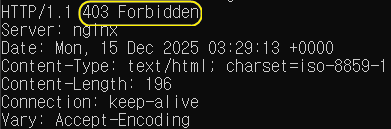 HTTP/1.1 403 Forbidden
Server: nginx
Date: Mon, 15 Dec 2025 03:29:13 +0000
Content-Type: text/html; charset=iso-8859-1
Content-Length: 196
Connection: keep-alive
Vary: Accept-Encoding